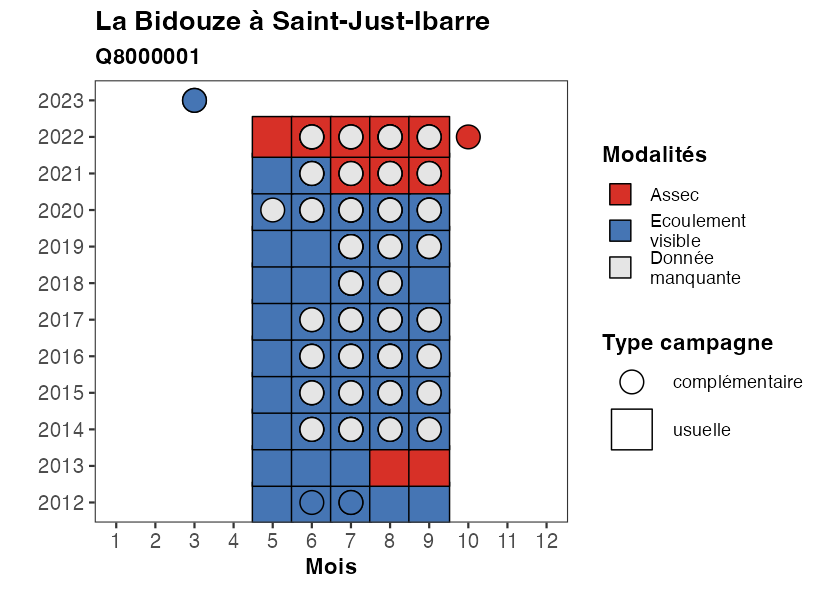 La Bidouze à Saint-Just-Ibarre
Q8000001
2023
2022
2021
2020
2019
2018
2017
2016
2015
2014
2013
2012
1 2 3 4 5 6 7 8 9 10 11 12
Mois
Modalités
Assec
Ecoulement
visible
Donnée
manquante
Type campagne
complémentaire
usuelle